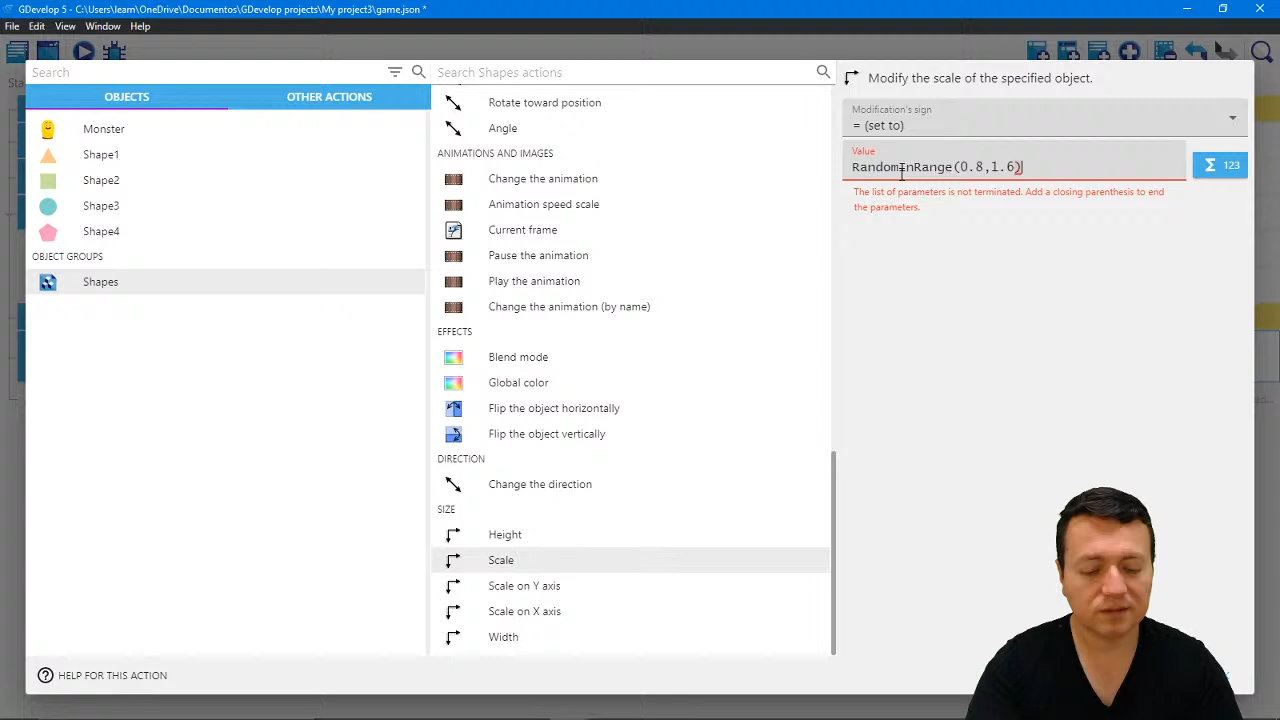 GDevelop 5 - C:\Users\learn\OneDrive\Documentos\GDevelop projects\My project3\game.json *
File Edit View Window Help
Search
Search Shapes actions
OBJECTS
OTHER ACTIONS
Monster
Shape1
Shape2
Shape3
Shape4
OBJECT GROUPS
Shapes
Rotate toward position
Angle
ANIMATIONS AND IMAGES
Change the animation
Animation speed scale
Current frame
Pause the animation
Play the animation
Change the animation (by name)
EFFECTS
Blend mode
Global color
Flip the object horizontally
Flip the object vertically
DIRECTION
Change the direction
SIZE
Height
Scale
Scale on Y axis
Scale on X axis
Width
Modify the scale of the specified object.
Modification's sign
= (set to)
Value
RandomInRange(0.8,1.6)
Σ 123
The list of parameters is not terminated. Add a closing parenthesis to end
the parameters.
HELP FOR THIS ACTION